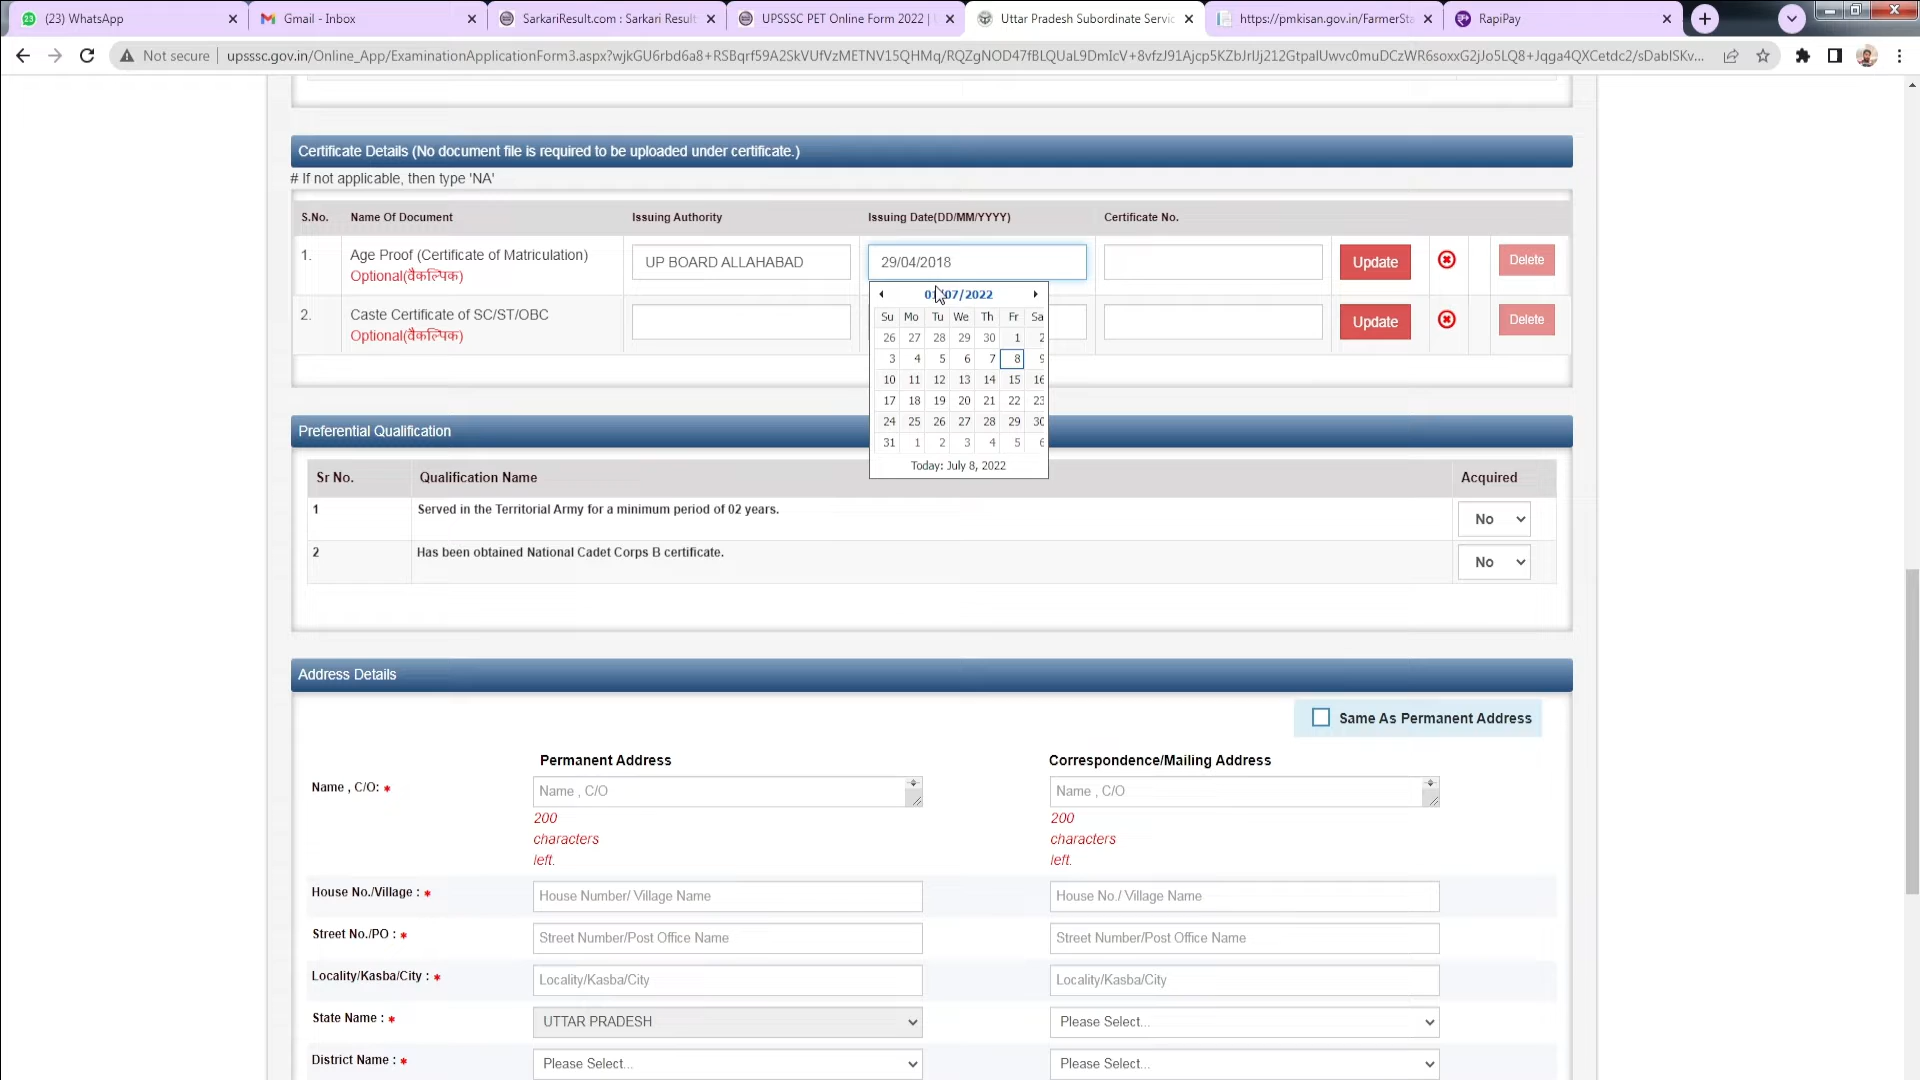 (23) WhatsApp
Gmail - Inbox
SarkariResult.com : Sarkari Result
UPSSSC PET Online Form 2022 |
Uttar Pradesh Subordinate Servic
https://pmkisan.gov.in/FarmerSta
RapiPay
Not secure
upsssc.gov.in/Online_App/ExaminationApplicationForm3.aspx?
Certificate Details (No document file is required to be uploaded under certificate.)
# If not applicable, then type 'NA'
S.No. Name Of Document Issuing Authority Issuing Date(DD/MM/YYYY) Certificate No.
1. Age Proof (Certificate of Matriculation) UP BOARD ALLAHABAD 29/04/2018 Update Delete
Optional(वैकल्पिक)
01/07/2022
Su Mo Tu We Th Fr Sa
26 27 28 29 30 1 2
3 4 5 6 7 8 9
10 11 12 13 14 15 16
17 18 19 20 21 22 23
24 25 26 27 28 29 30
31 1 2 3 4 5 6
Today: July 8, 2022
2. Caste Certificate of SC/ST/OBC Update Delete
Optional(वैकल्पिक)
Preferential Qualification
Sr No. Qualification Name Acquired
1 Served in the Territorial Army for a minimum period of 02 years. No
2 Has been obtained National Cadet Corps B certificate. No
Address Details
Same As Permanent Address
Permanent Address Correspondence/Mailing Address
Name , C/O: * Name , C/O Name , C/O
200 200
characters characters
left. left.
House No./Village : * House Number/ Village Name House No./ Village Name
Street No./PO : * Street Number/Post Office Name Street Number/Post Office Name
Locality/Kasba/City : * Locality/Kasba/City Locality/Kasba/City
State Name : * UTTAR PRADESH Please Select...
District Name : * Please Select... Please Select...